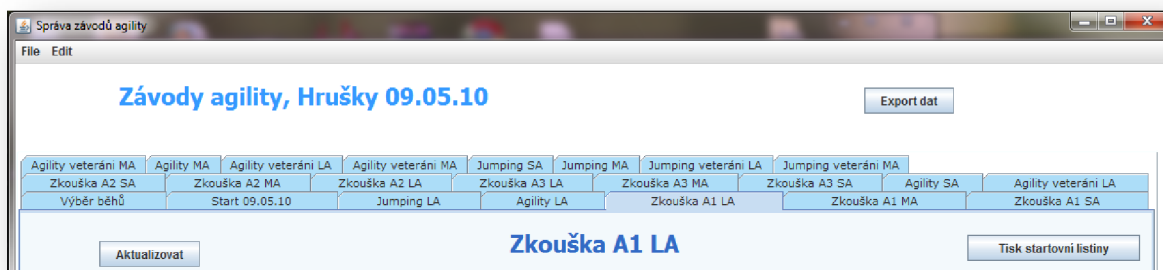 Správa závodů agility
File Edit
Závody agility, Hrušky 09.05.10
Export dat
Agility veteráni MA Agility MA Agility veteráni LA Agility veteráni MA Jumping SA Jumping MA Jumping veteráni LA Jumping veteráni MA
Zkouška A2 SA Zkouška A2 MA Zkouška A2 LA Zkouška A3 LA Zkouška A3 MA Zkouška A3 SA Agility SA Agility veteráni LA
Výběr běhů Start 09.05.10 Jumping LA Agility LA Zkouška A1 LA Zkouška A1 MA Zkouška A1 SA
Aktualizovat Zkouška A1 LA Tisk startovní listiny